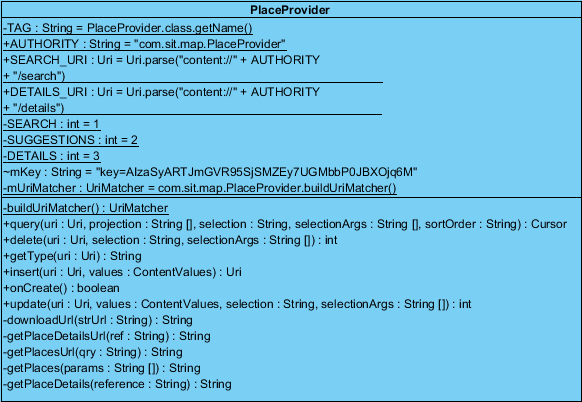 PlaceProvider
-TAG : String = PlaceProvider.class.getName()
+AUTHORITY : String = "com.sit.map.PlaceProvider"
+SEARCH_URI : Uri = Uri.parse("content://" + AUTHORITY
+ "/search")
+DETAILS_URI : Uri = Uri.parse("content://" + AUTHORITY
+ "/details")
-SEARCH : int = 1
-SUGGESTIONS : int = 2
-DETAILS : int = 3
~mKey : String = "key=AIzaSyARTJmGVR95SjSMZEy7UGMbbP0JBXOjq6M"
-mUriMatcher : UriMatcher = com.sit.map.PlaceProvider.buildUriMatcher()
-buildUriMatcher() : UriMatcher
+query(uri : Uri, projection : String [], selection : String, selectionArgs : String [], sortOrder : String) : Cursor
+delete(uri : Uri, selection : String, selectionArgs : String []) : int
+getType(uri : Uri) : String
+insert(uri : Uri, values : ContentValues) : Uri
+onCreate() : boolean
+update(uri : Uri, values : ContentValues, selection : String, selectionArgs : String []) : int
-downloadUrl(strUrl : String) : String
-getPlaceDetailsUrl(ref : String) : String
-getPlacesUrl(qry : String) : String
-getPlaces(params : String []) : String
-getPlaceDetails(reference : String) : String